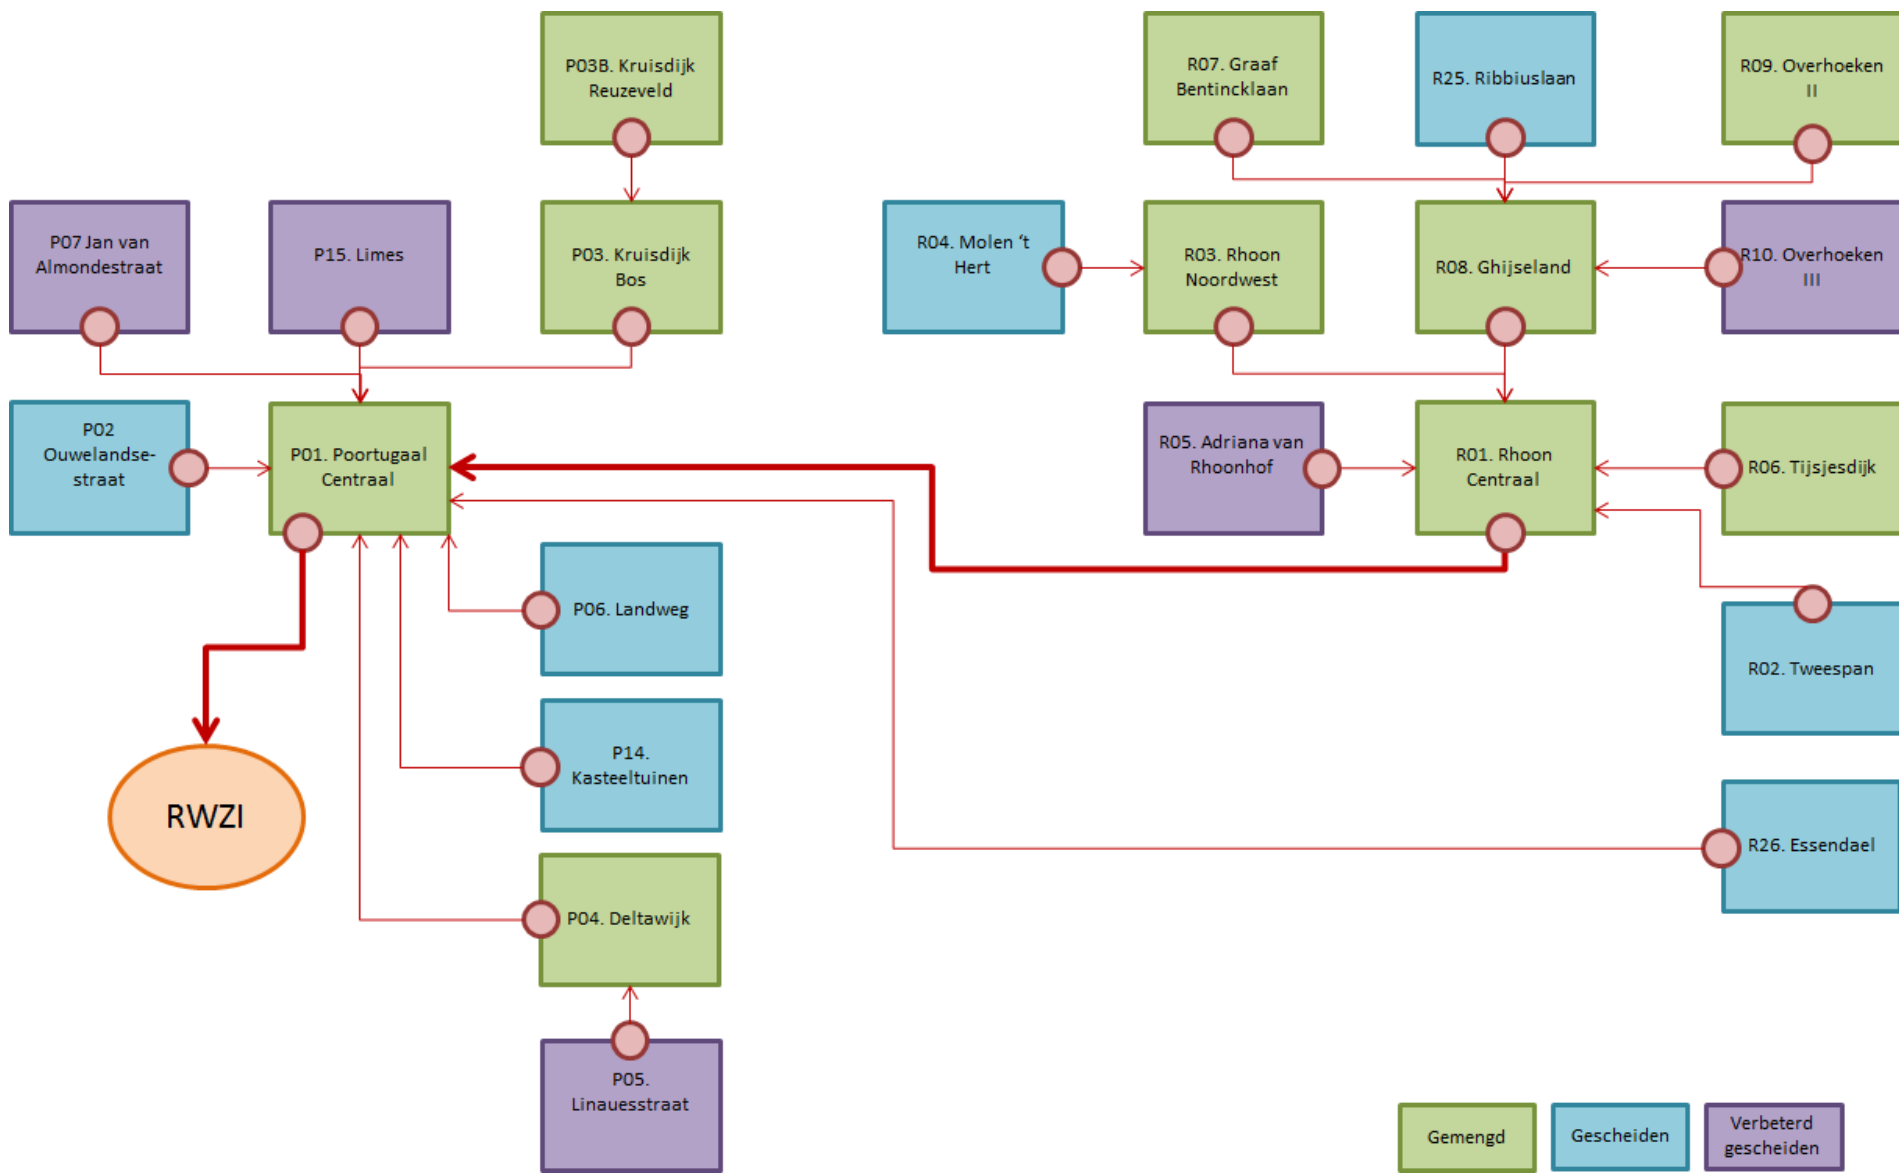 P03B. Kruisdijk
Reuzeveld
R07. Graaf
Bentincklaan
R25. Ribbiuslaan
R09. Overhoeken
II
P07 Jan van
Almondestraat
P15. Limes
P03. Kruisdijk
Bos
R04. Molen ‘t
Hert
R03. Rhoon
Noordwest
R08. Ghijseland
R10. Overhoeken
III
P02
Ouwelandse-
straat
P01. Poortugaal
Centraal
R05. Adriana van
Rhoonhof
R01. Rhoon
Centraal
R06. Tijsjesdijk
P06. Landweg
R02. Tweespan
P14.
Kasteeltuinen
RWZI
R26. Essendael
P04. Deltawijk
P05.
Linauesstraat
Gemengd
Gescheiden
Verbeterd
gescheiden